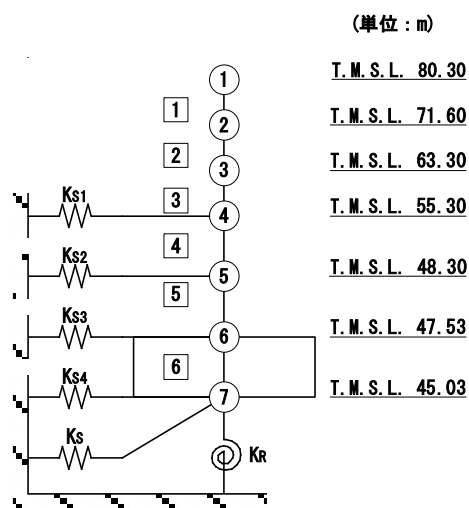 (単位：m)
① T.M.S.L. 80.30
1
② T.M.S.L. 71.60
2
③ T.M.S.L. 63.30
3
KS1 ④ T.M.S.L. 55.30
4
KS2 ⑤ T.M.S.L. 48.30
5
KS3 ⑥ T.M.S.L. 47.53
6
KS4 ⑦ T.M.S.L. 45.03
KS KR